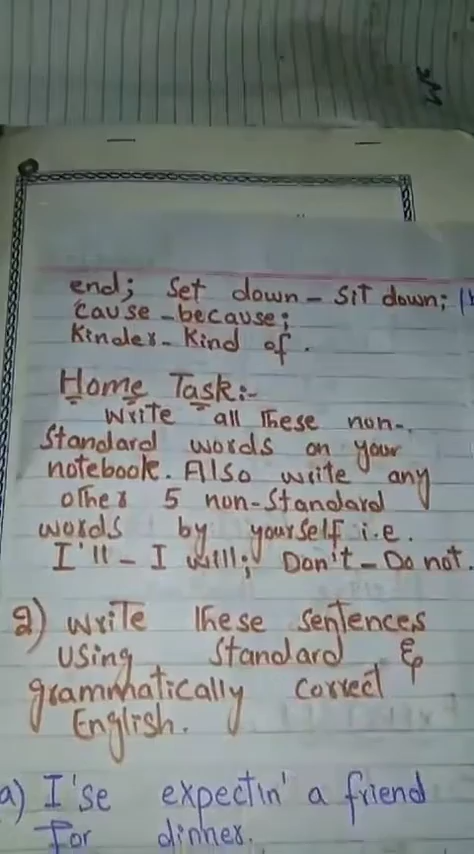 end; Set down - Sit down;
'cause - because;
Kinder - Kind of.
Home Task:-
Write all these non-
Standard words on your
notebook. Also write any
other 5 non-Standard
words by yourself i.e.
I'll - I will; Don't - Do not.
2) Write these sentences
using Standard &
grammatically correct
English.
a) I'se expectin' a friend
for dinner.